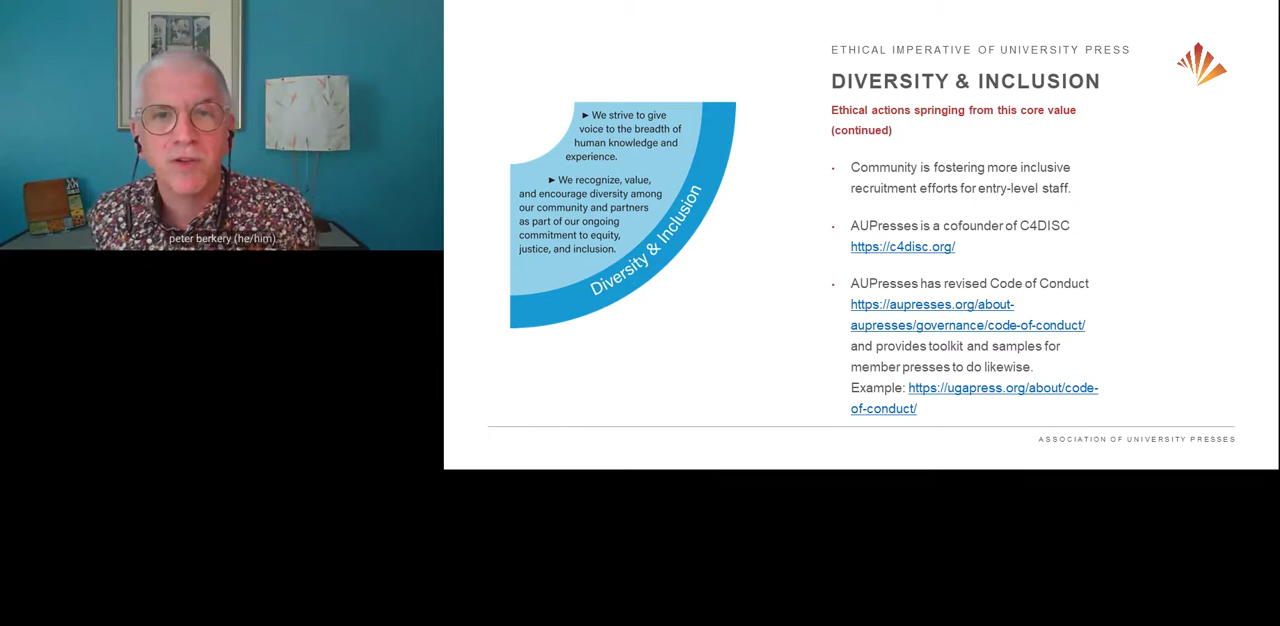 peter berkery (he/him)
► We strive to give
voice to the breadth of
human knowledge and
experience.
► We recognize, value,
and encourage diversity among
our community and partners
as part of our ongoing
commitment to equity,
justice, and inclusion.
Diversity & Inclusion
ETHICAL IMPERATIVE OF UNIVERSITY PRESS
DIVERSITY & INCLUSION
Ethical actions springing from this core value
(continued)
• Community is fostering more inclusive
recruitment efforts for entry-level staff.
• AUPresses is a cofounder of C4DISC
https://c4disc.org/
• AUPresses has revised Code of Conduct
https://aupresses.org/about-
aupresses/governance/code-of-conduct/
and provides toolkit and samples for
member presses to do likewise.
Example: https://ugapress.org/about/code-
of-conduct/
ASSOCIATION OF UNIVERSITY PRESSES